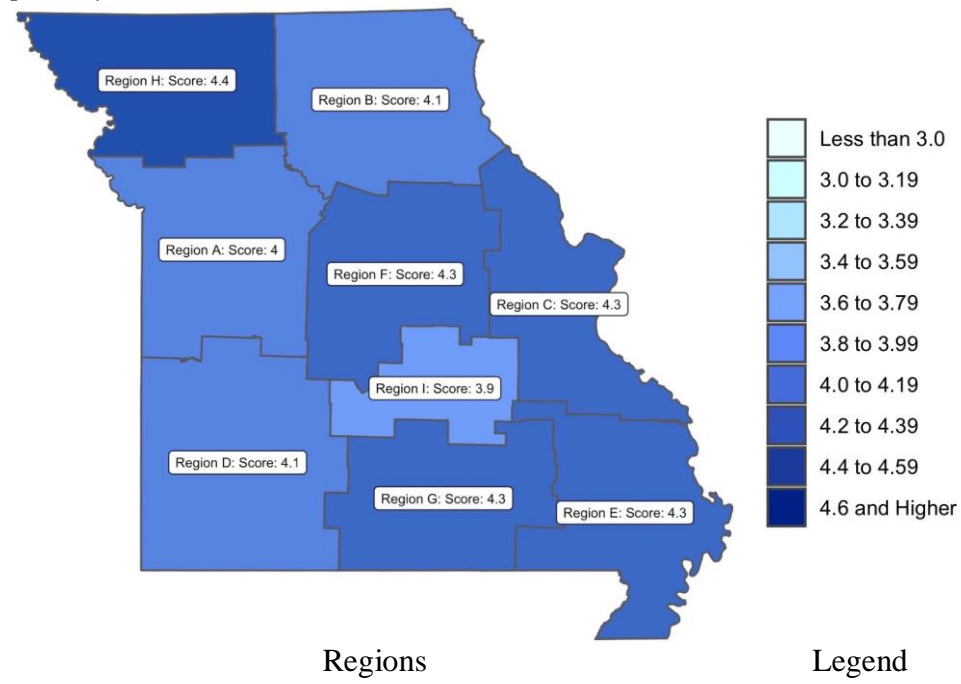 Region H: Score: 4.4
Region B: Score: 4.1
Region A: Score: 4
Region F: Score: 4.3
Region C: Score: 4.3
Region I: Score: 3.9
Region D: Score: 4.1
Region G: Score: 4.3
Region E: Score: 4.3
Less than 3.0
3.0 to 3.19
3.2 to 3.39
3.4 to 3.59
3.6 to 3.79
3.8 to 3.99
4.0 to 4.19
4.2 to 4.39
4.4 to 4.59
4.6 and Higher
Regions
Legend